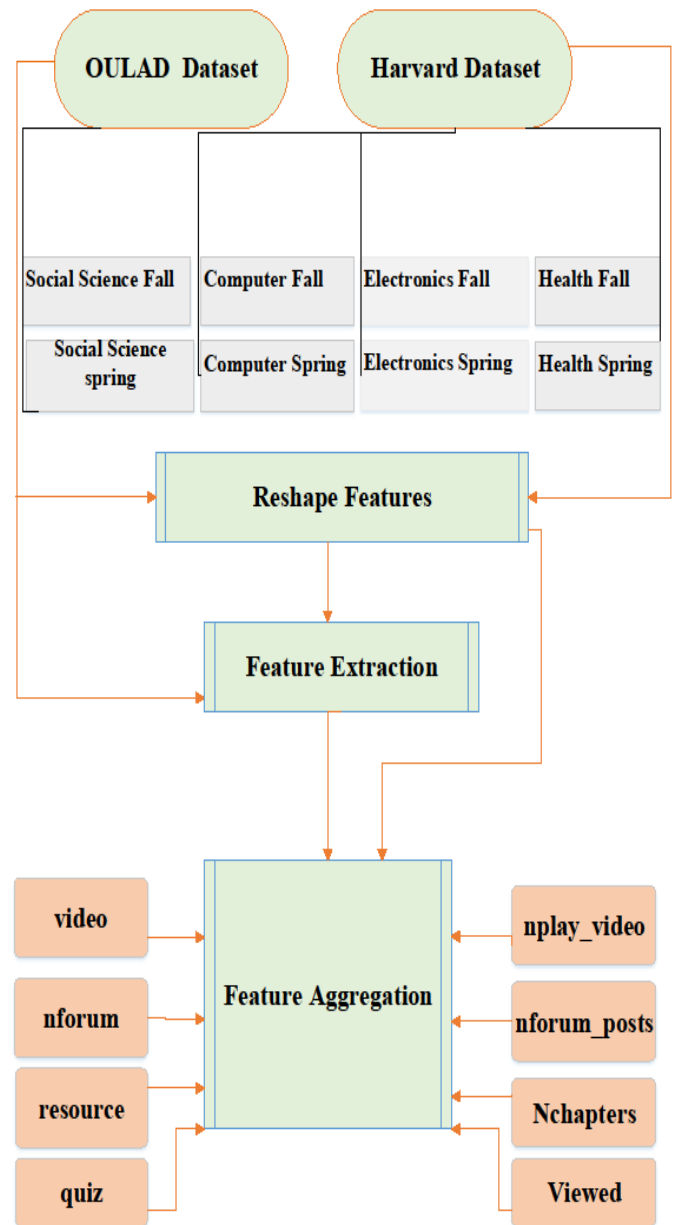 OULAD Dataset
Harvard Dataset
Social Science Fall
Computer Fall
Electronics Fall
Health Fall
Social Science
spring
Computer Spring
Electronics Spring
Health Spring
Reshape Features
Feature Extraction
Feature Aggregation
video
nforum
resource
quiz
nplay_video
nforum_posts
Nchapters
Viewed